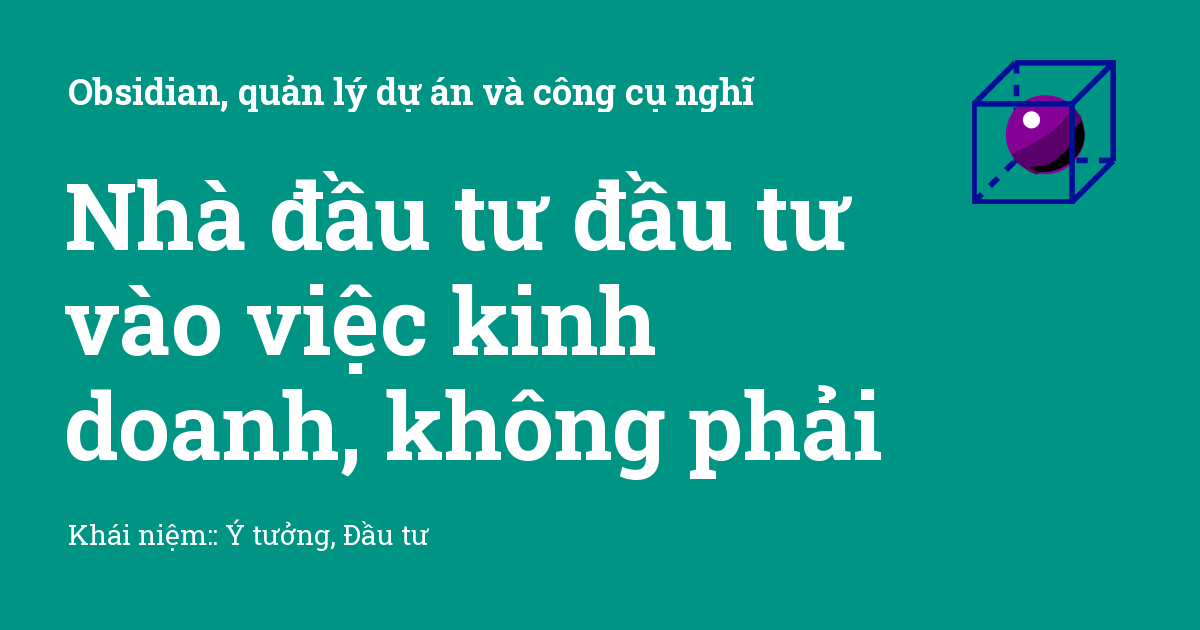 Obsidian, quản lý dự án và công cụ nghĩ
Nhà đầu tư đầu tư
vào việc kinh
doanh, không phải
Khái niệm:: Ý tưởng, Đầu tư